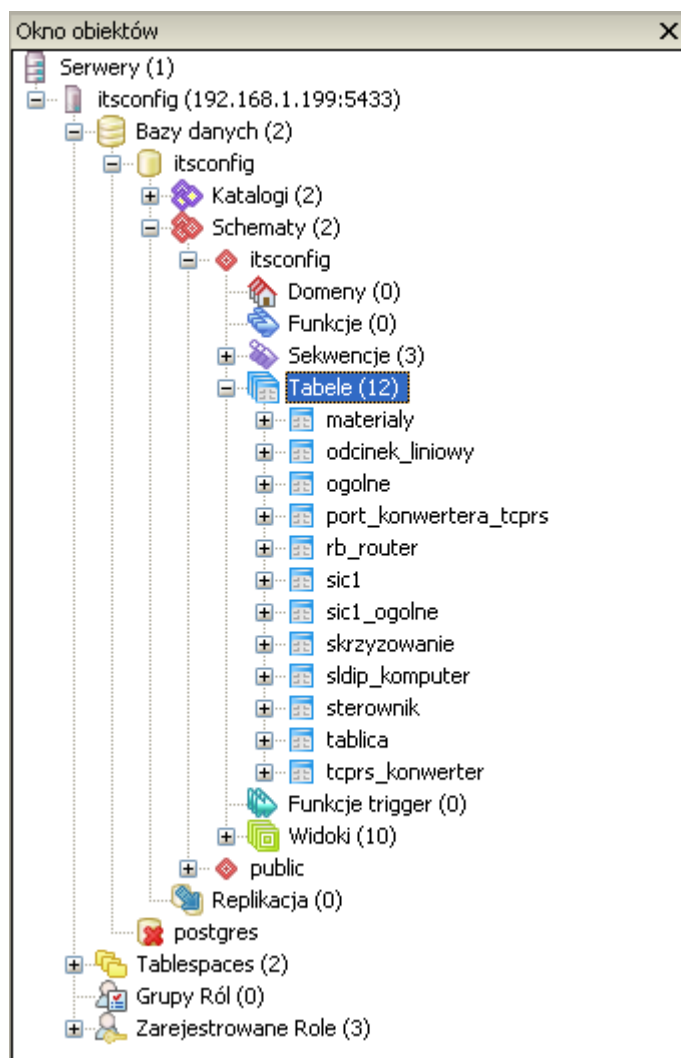 Okno obiektów
Serwery (1)
itsconfig (192.168.1.199:5433)
Bazy danych (2)
itsconfig
Katalogi (2)
Schematy (2)
itsconfig
Domeny (0)
Funkcje (0)
Sekwencje (3)
Tabele (12)
materialy
odcinek_liniowy
ogolne
port_konwertera_tcprs
rb_router
sic1
sic1_ogolne
skrzyzowanie
sldip_komputer
sterownik
tablica
tcprs_konwerter
Funkcje trigger (0)
Widoki (10)
public
Replikacja (0)
postgres
Tablespaces (2)
Grupy Ról (0)
Zarejestrowane Role (3)